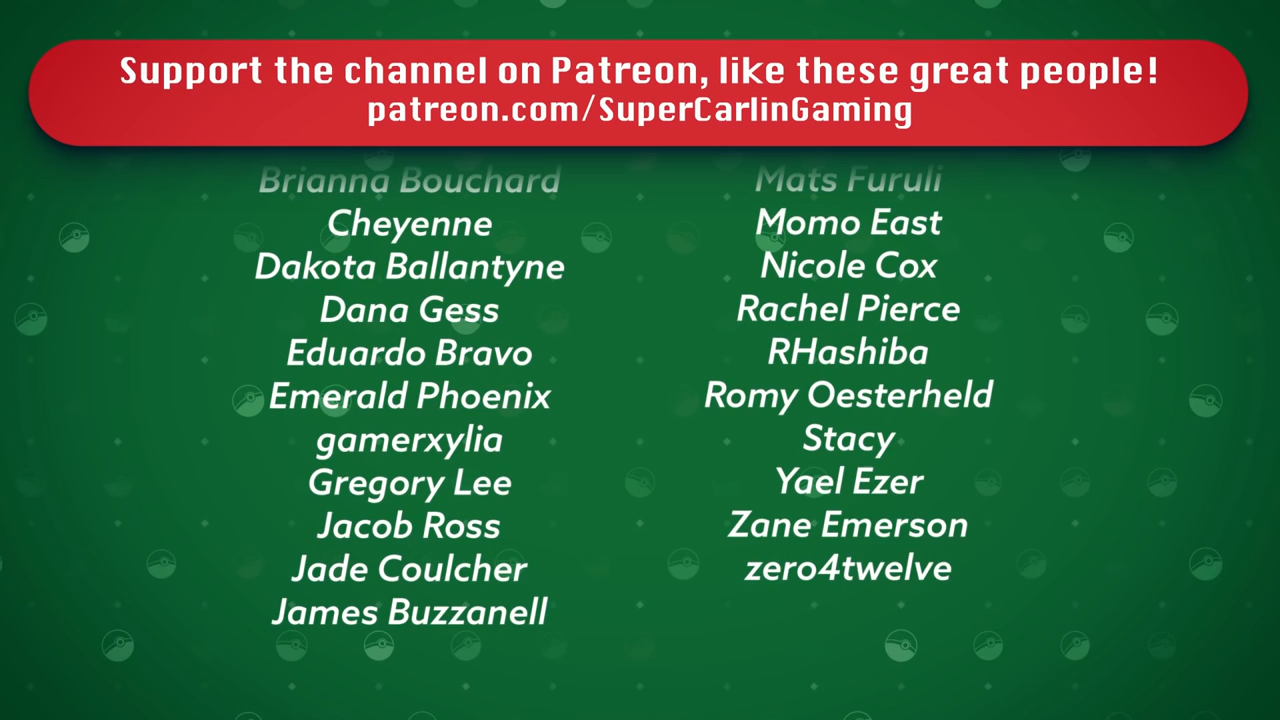 Support the channel on Patreon, like these great people!
patreon.com/SuperCarlinGaming
Brianna Bouchard
Cheyenne
Dakota Ballantyne
Dana Gess
Eduardo Bravo
Emerald Phoenix
gamerxylia
Gregory Lee
Jacob Ross
Jade Coulcher
James Buzzanell
Mats Furuli
Momo East
Nicole Cox
Rachel Pierce
RHashiba
Romy Oesterheld
Stacy
Yael Ezer
Zane Emerson
zero4twelve